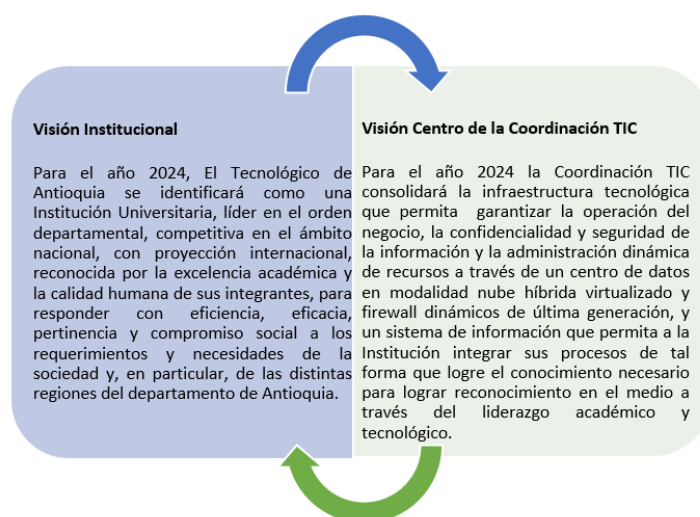 Visión Institucional
Para el año 2024, El Tecnológico de
Antioquia se identificará como una
Institución Universitaria, líder en el orden
departamental, competitiva en el ámbito
nacional, con proyección internacional,
reconocida por la excelencia académica y
la calidad humana de sus integrantes, para
responder con eficiencia, eficacia,
pertinencia y compromiso social a los
requerimientos y necesidades de la
sociedad y, en particular, de las distintas
regiones del departamento de Antioquia.
Visión Centro de la Coordinación TIC
Para el año 2024 la Coordinación TIC
consolidará la infraestructura tecnológica
que permita garantizar la operación del
negocio, la confidencialidad y seguridad de
la información y la administración dinámica
de recursos a través de un centro de datos
en modalidad nube híbrida virtualizado y
firewall dinámicos de última generación, y
un sistema de información que permita a la
Institución integrar sus procesos de tal
forma que logre el conocimiento necesario
para lograr reconocimiento en el medio a
través del liderazgo académico y
tecnológico.